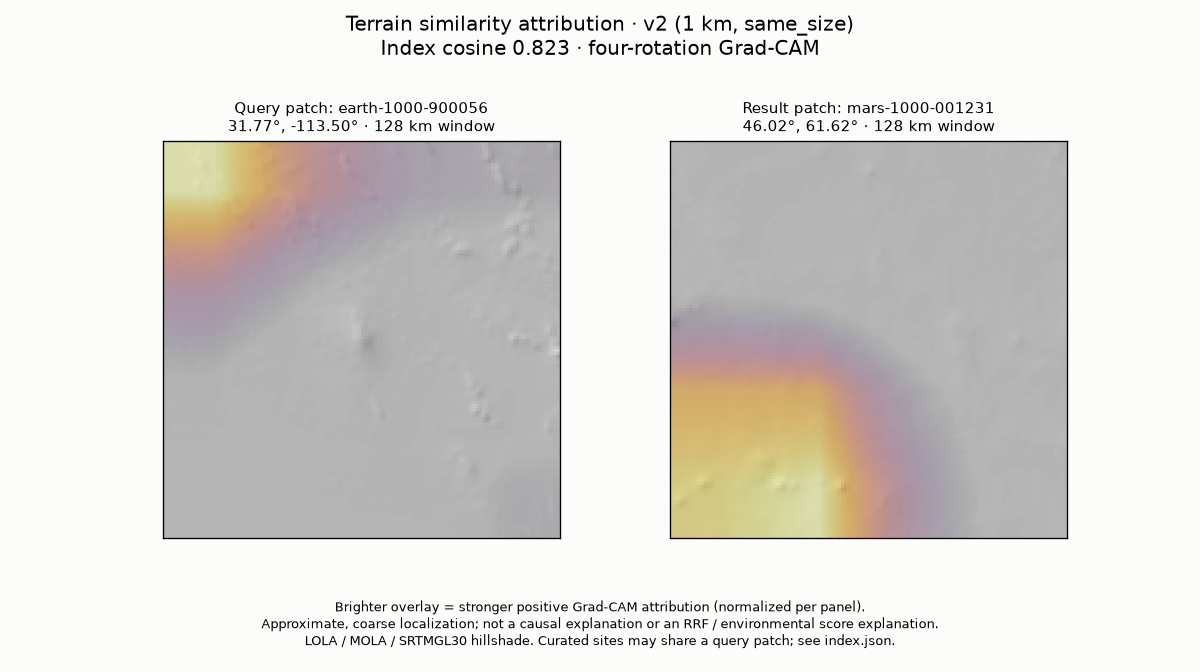 Terrain similarity attribution · v2 (1 km, same_size)
Index cosine 0.823 · four-rotation Grad-CAM
Query patch: earth-1000-900056
31.77°, -113.50° · 128 km window
Result patch: mars-1000-001231
46.02°, 61.62° · 128 km window
Brighter overlay = stronger positive Grad-CAM attribution (normalized per panel).
Approximate, coarse localization; not a causal explanation or an RRF / environmental score explanation.
LOLA / MOLA / SRTMGL30 hillshade. Curated sites may share a query patch; see index.json.